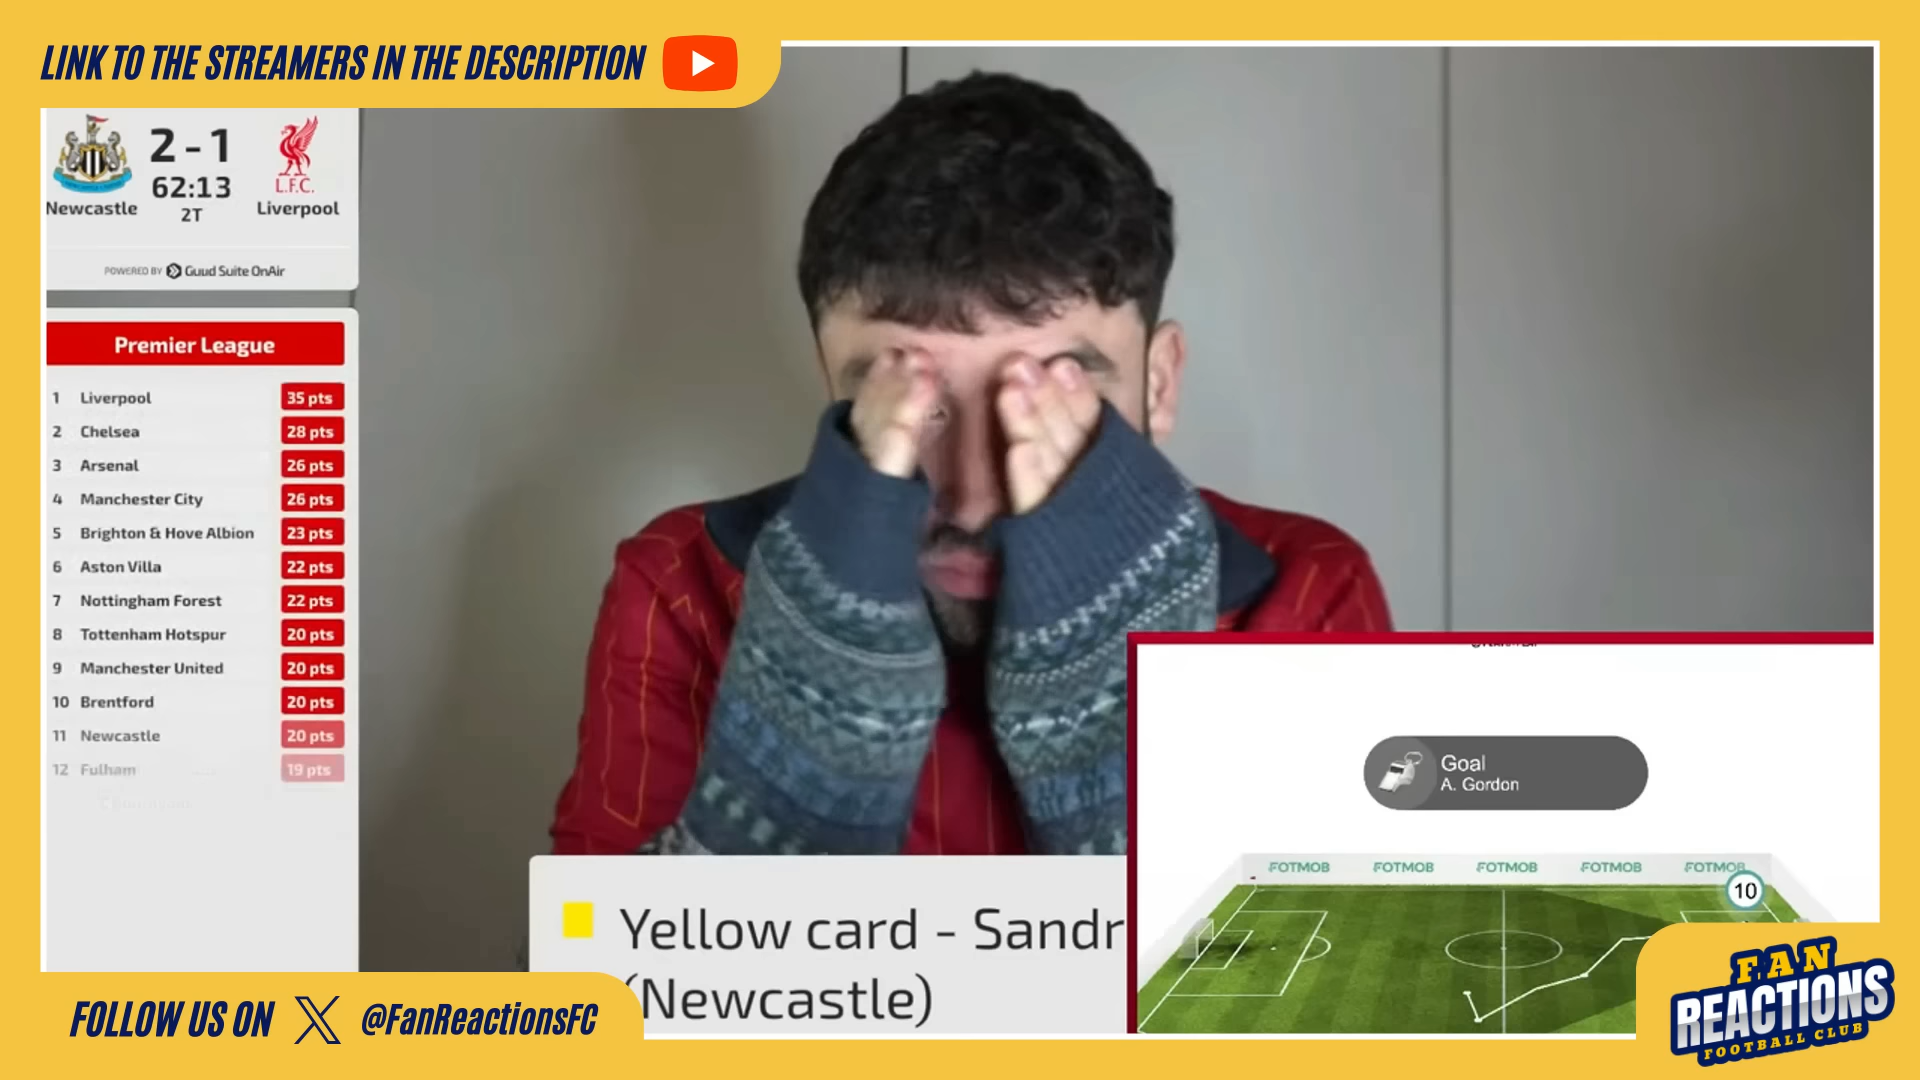 LINK TO THE STREAMERS IN THE DESCRIPTION
2 - 1
62:13
2T
Newcastle
L.F.C.
Liverpool
POWERED BY Guud Suite OnAir
Premier League
1 Liverpool 35 pts
2 Chelsea 28 pts
3 Arsenal 26 pts
4 Manchester City 26 pts
5 Brighton & Hove Albion 23 pts
6 Aston Villa 22 pts
7 Nottingham Forest 22 pts
8 Tottenham Hotspur 20 pts
9 Manchester United 20 pts
10 Brentford 20 pts
11 Newcastle 20 pts
12 Fulham 19 pts
Yellow card - Sandr
(Newcastle)
Goal
A. Gordon
FOTMOB FOTMOB FOTMOB FOTMOB FOTMOB
10
FOLLOW US ON X @FanReactionsFC
FAN
REACTIONS
FOOTBALL CLUB